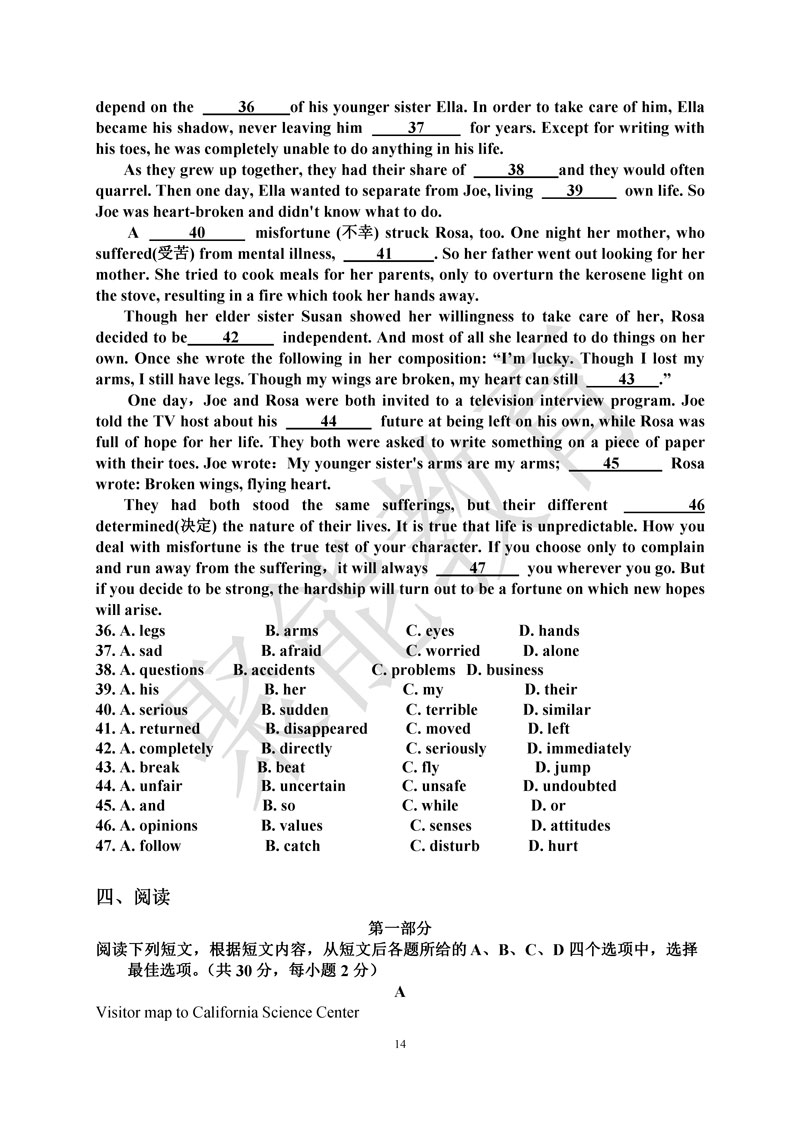 depend on the 36 of his younger sister Ella. In order to take care of him, Ella
became his shadow, never leaving him 37 for years. Except for writing with
his toes, he was completely unable to do anything in his life.
As they grew up together, they had their share of 38 and they would often
quarrel. Then one day, Ella wanted to separate from Joe, living 39 own life. So
Joe was heart-broken and didn't know what to do.
A 40 misfortune (不幸) struck Rosa, too. One night her mother, who
suffered(受苦) from mental illness, 41 . So her father went out looking for her
mother. She tried to cook meals for her parents, only to overturn the kerosene light on
the stove, resulting in a fire which took her hands away.
Though her elder sister Susan showed her willingness to take care of her, Rosa
decided to be 42 independent. And most of all she learned to do things on her
own. Once she wrote the following in her composition: “I’m lucky. Though I lost my
arms, I still have legs. Though my wings are broken, my heart can still 43 .”
One day，Joe and Rosa were both invited to a television interview program. Joe
told the TV host about his 44 future at being left on his own, while Rosa was
full of hope for her life. They both were asked to write something on a piece of paper
with their toes. Joe wrote：My younger sister's arms are my arms; 45 Rosa
wrote: Broken wings, flying heart.
They had both stood the same sufferings, but their different 46
determined(决定) the nature of their lives. It is true that life is unpredictable. How you
deal with misfortune is the true test of your character. If you choose only to complain
and run away from the suffering，it will always 47 you wherever you go. But
if you decide to be strong, the hardship will turn out to be a fortune on which new hopes
will arise.
36. A. legs B. arms C. eyes D. hands
37. A. sad B. afraid C. worried D. alone
38. A. questions B. accidents C. problems D. business
39. A. his B. her C. my D. their
40. A. serious B. sudden C. terrible D. similar
41. A. returned B. disappeared C. moved D. left
42. A. completely B. directly C. seriously D. immediately
43. A. break B. beat C. fly D. jump
44. A. unfair B. uncertain C. unsafe D. undoubted
45. A. and B. so C. while D. or
46. A. opinions B. values C. senses D. attitudes
47. A. follow B. catch C. disturb D. hurt
四、阅读
第一部分
阅读下列短文，根据短文内容，从短文后各题所给的 A、B、C、D 四个选项中，选择
最佳选项。（共 30 分，每小题 2 分）
A
Visitor map to California Science Center
14
聚能教育